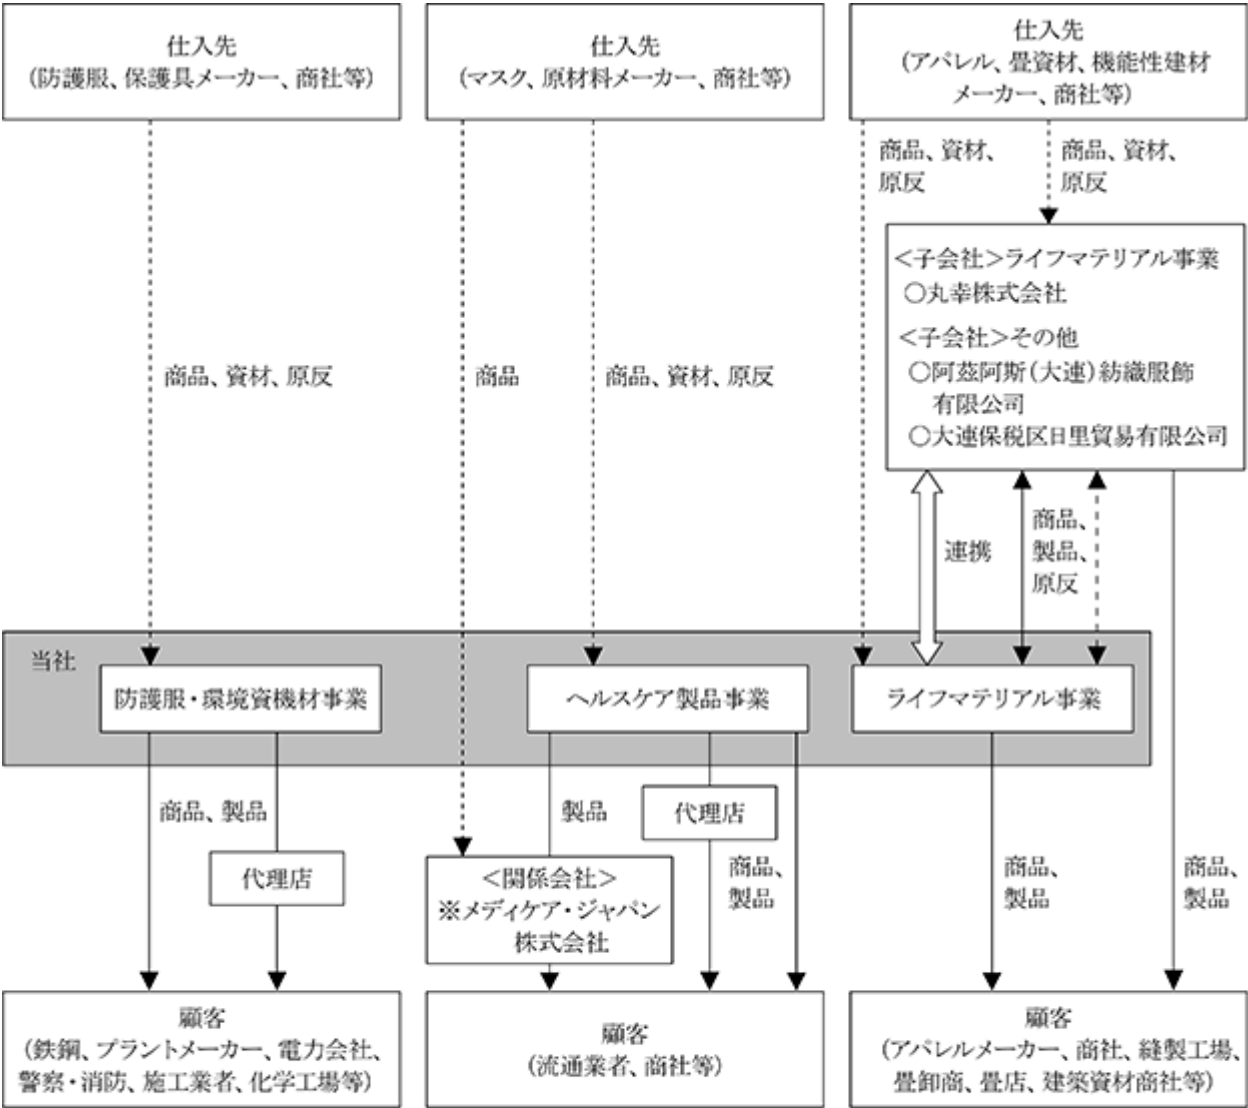 仕入先
(防護服、保護具メーカー、商社等)
仕入先
(マスク、原材料メーカー、商社等)
仕入先
(アパレル、畳資材、機能性建材
メーカー、商社等)
商品、資材、
原反
商品、資材、
原反
<子会社>ライフマテリアル事業
○丸幸株式会社
<子会社>その他
○阿茲阿斯(大連)紡織服飾
有限公司
○大連保税区日里貿易有限公司
商品、資材、原反
商品
商品、資材、原反
連携
商品、
製品、
原反
当社
防護服・環境資機材事業
ヘルスケア製品事業
ライフマテリアル事業
商品、製品
代理店
製品
代理店
<関係会社>
※メディケア・ジャパン
株式会社
商品、
製品
商品、
製品
商品、
製品
顧客
(鉄鋼、プラントメーカー、電力会社、
警察・消防、施工業者、化学工場等)
顧客
(流通業者、商社等)
顧客
(アパレルメーカー、商社、縫製工場、
畳卸商、畳店、建築資材商社等)